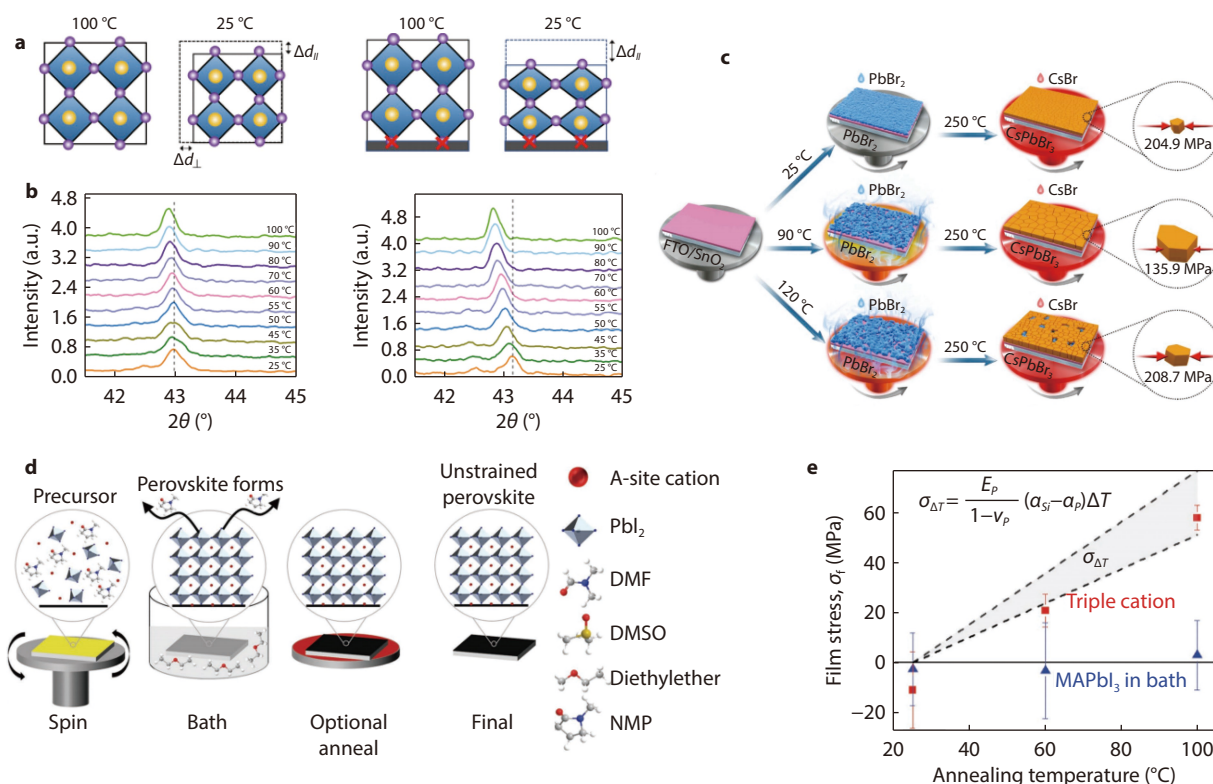 a
100 °C
25 °C
Δd∥
Δd⊥
100 °C
25 °C
Δd∥
b
Intensity (a.u.)
4.8
4.0
3.2
2.4
1.6
0.8
0.0
100 °C
90 °C
80 °C
70 °C
60 °C
55 °C
50 °C
45 °C
35 °C
25 °C
42
43
44
45
2θ (°)
Intensity (a.u.)
4.8
4.0
3.2
2.4
1.6
0.8
0.0
100 °C
90 °C
80 °C
70 °C
60 °C
55 °C
50 °C
45 °C
35 °C
25 °C
42
43
44
45
2θ (°)
c
FTO/SnO₂
25 °C
PbBr₂
PbBr₂
250 °C
CsBr
CsPbBr₃
204.9 MPa
90 °C
PbBr₂
PbBr₂
250 °C
CsBr
CsPbBr₃
135.9 MPa
120 °C
PbBr₂
PbBr₂
250 °C
CsBr
CsPbBr₃
208.7 MPa
d
Precursor
Perovskite forms
Unstrained
perovskite
Spin
Bath
Optional
anneal
Final
A-site cation
PbI₂
DMF
DMSO
Diethylether
NMP
e
Film stress, σf (MPa)
60
40
20
0
−20
σΔT = EP/1−νP (αSi−αP)ΔT
σΔT
Triple cation
MAPbI₃ in bath
20
40
60
80
100
Annealing temperature (°C)